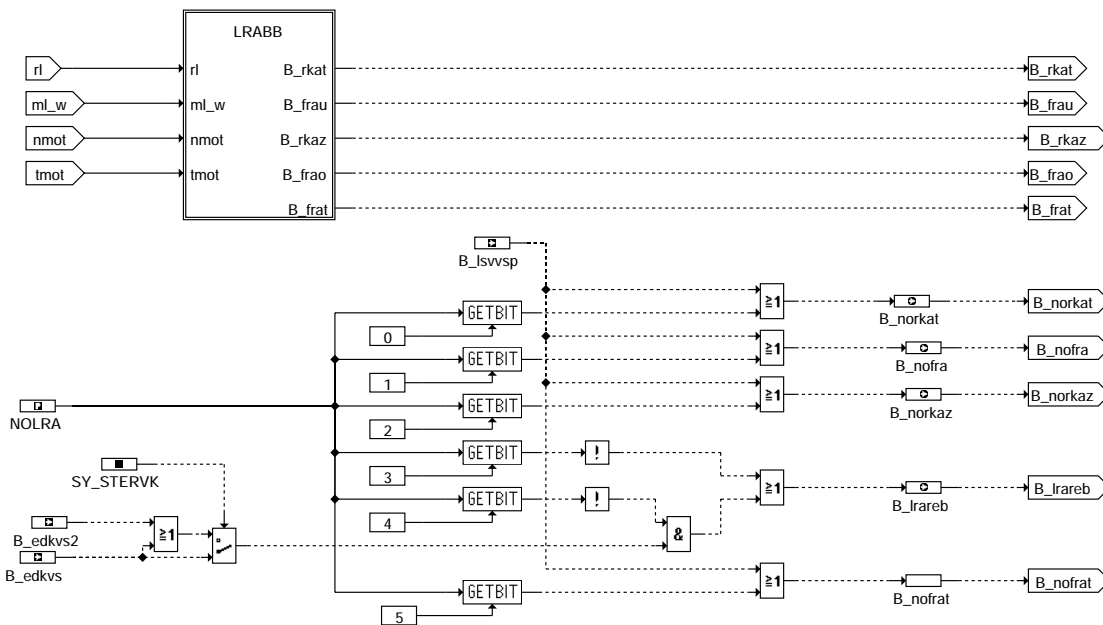 LRABB
rl rl B_rkat B_rkat
ml_w ml_w B_frau B_frau
nmot nmot B_rkaz B_rkaz
tmot tmot B_frao B_frao
B_frat B_frat
B_lsvvsp
GETBIT ≥1 B_norkat
0 B_norkat
GETBIT ≥1 B_nofra
1 B_nofra
GETBIT ≥1 B_norkaz
NOLRA 2 B_norkaz
GETBIT !
3
SY_STERVK ≥1 B_lrareb
GETBIT ! B_lrareb
4 &
B_edkvs2 ≥1
B_edkvs
GETBIT ≥1 B_nofrat
5 B_nofrat